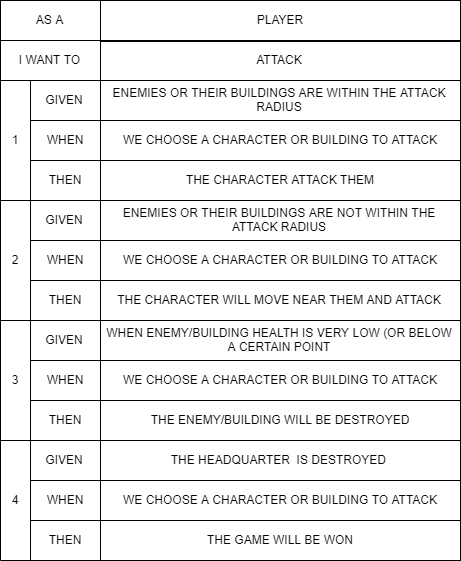 AS A PLAYER
I WANT TO ATTACK
GIVEN ENEMIES OR THEIR BUILDINGS ARE WITHIN THE ATTACK
RADIUS
1 WHEN WE CHOOSE A CHARACTER OR BUILDING TO ATTACK
THEN THE CHARACTER ATTACK THEM
GIVEN ENEMIES OR THEIR BUILDINGS ARE NOT WITHIN THE
ATTACK RADIUS
2 WHEN WE CHOOSE A CHARACTER OR BUILDING TO ATTACK
THEN THE CHARACTER WILL MOVE NEAR THEM AND ATTACK
GIVEN WHEN ENEMY/BUILDING HEALTH IS VERY LOW (OR BELOW
A CERTAIN POINT
3 WHEN WE CHOOSE A CHARACTER OR BUILDING TO ATTACK
THEN THE ENEMY/BUILDING WILL BE DESTROYED
GIVEN THE HEADQUARTER IS DESTROYED
4 WHEN WE CHOOSE A CHARACTER OR BUILDING TO ATTACK
THEN THE GAME WILL BE WON